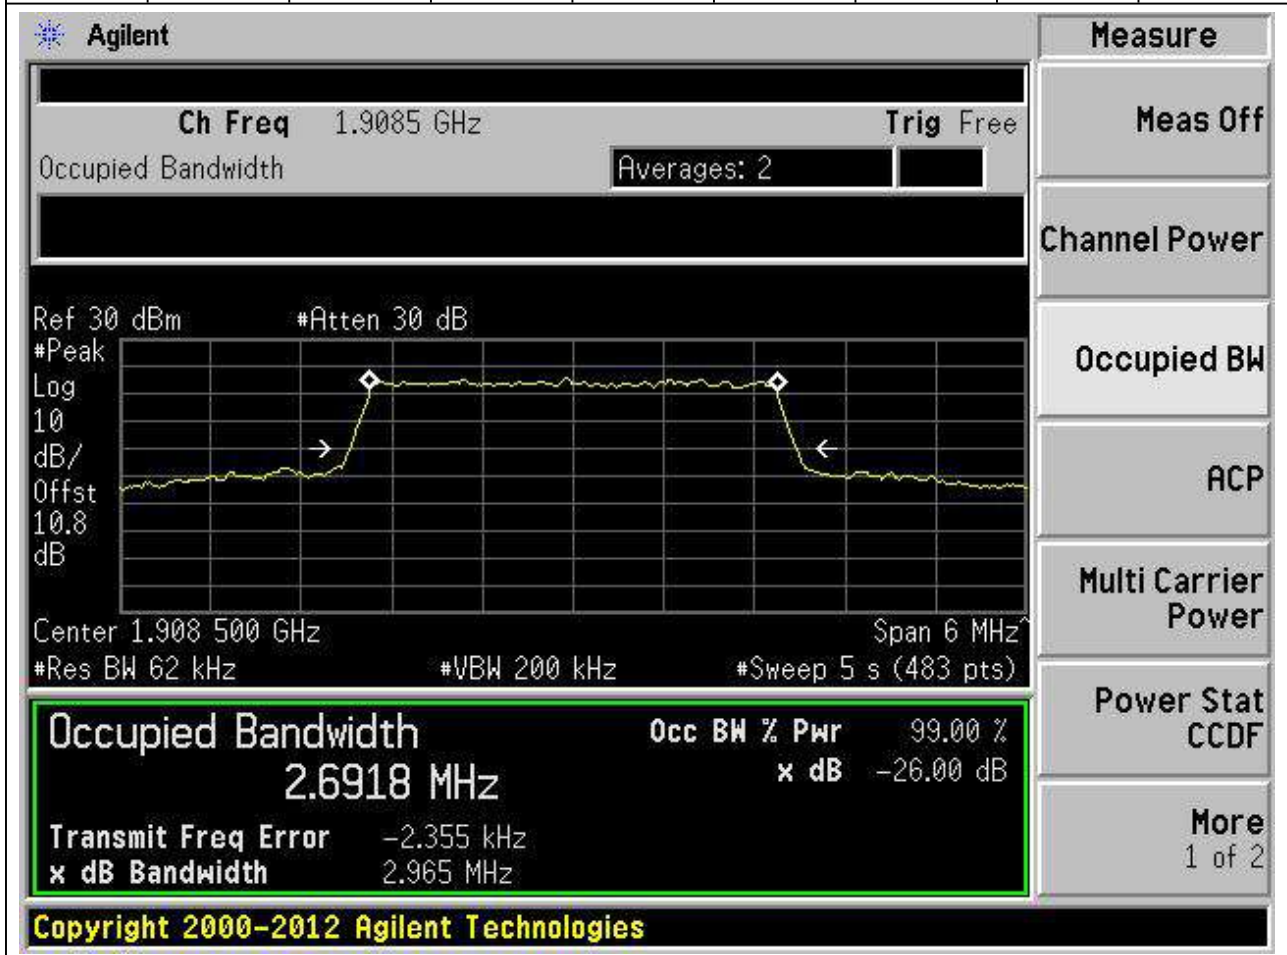 Agilent
Measure
Ch Freq 1.9085 GHz Trig Free
Occupied Bandwidth Averages: 2
Ref 30 dBm #Atten 30 dB
#Peak
Log
10
dB/
Offst
10.8
dB
Center 1.908 500 GHz Span 6 MHz^
#Res BW 62 kHz #VBW 200 kHz #Sweep 5 s (483 pts)
Occupied Bandwidth
2.6918 MHz
Occ BW % Pwr 99.00 %
x dB -26.00 dB
Transmit Freq Error -2.355 kHz
x dB Bandwidth 2.965 MHz
Copyright 2000-2012 Agilent Technologies
Meas Off
Channel Power
Occupied BW
ACP
Multi Carrier
Power
Power Stat
CCDF
More
1 of 2